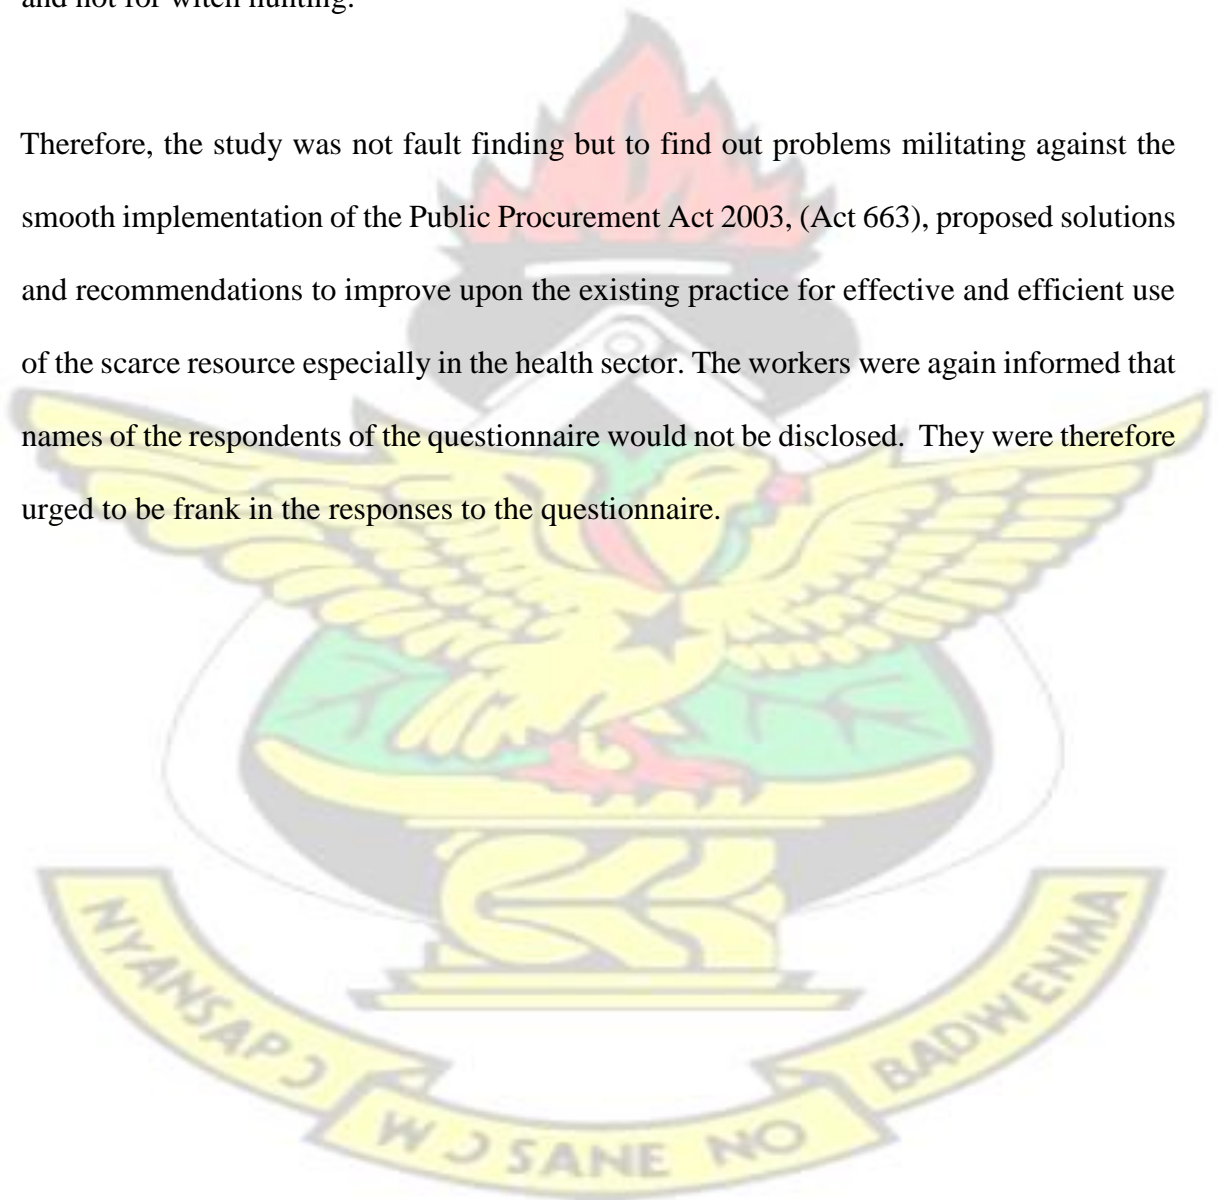 and not for witch hunting.
Therefore, the study was not fault finding but to find out problems militating against the
smooth implementation of the Public Procurement Act 2003, (Act 663), proposed solutions
and recommendations to improve upon the existing practice for effective and efficient use
of the scarce resource especially in the health sector. The workers were again informed that
names of the respondents of the questionnaire would not be disclosed.  They were therefore
urged to be frank in the responses to the questionnaire.
NYANSAPƆ
WƆSANE NO
BADWENMA